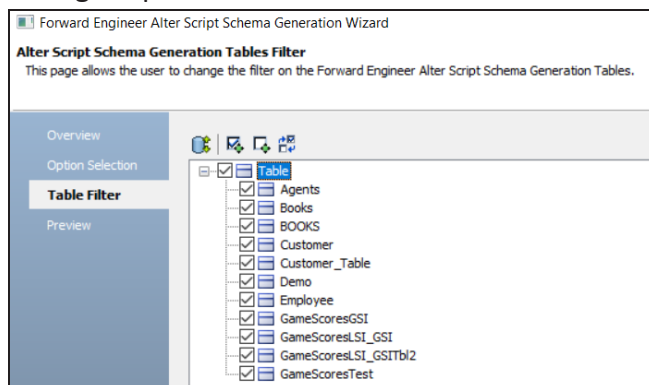 Forward Engineer Alter Script Schema Generation Wizard
Alter Script Schema Generation Tables Filter
This page allows the user to change the filter on the Forward Engineer Alter Script Schema Generation Tables.
Overview
Option Selection
Table Filter
Preview
Table
Agents
Books
BOOKS
Customer
Customer_Table
Demo
Employee
GameScoresGSI
GameScoresLSI_GSI
GameScoresLSI_GSITbl2
GameScoresTest